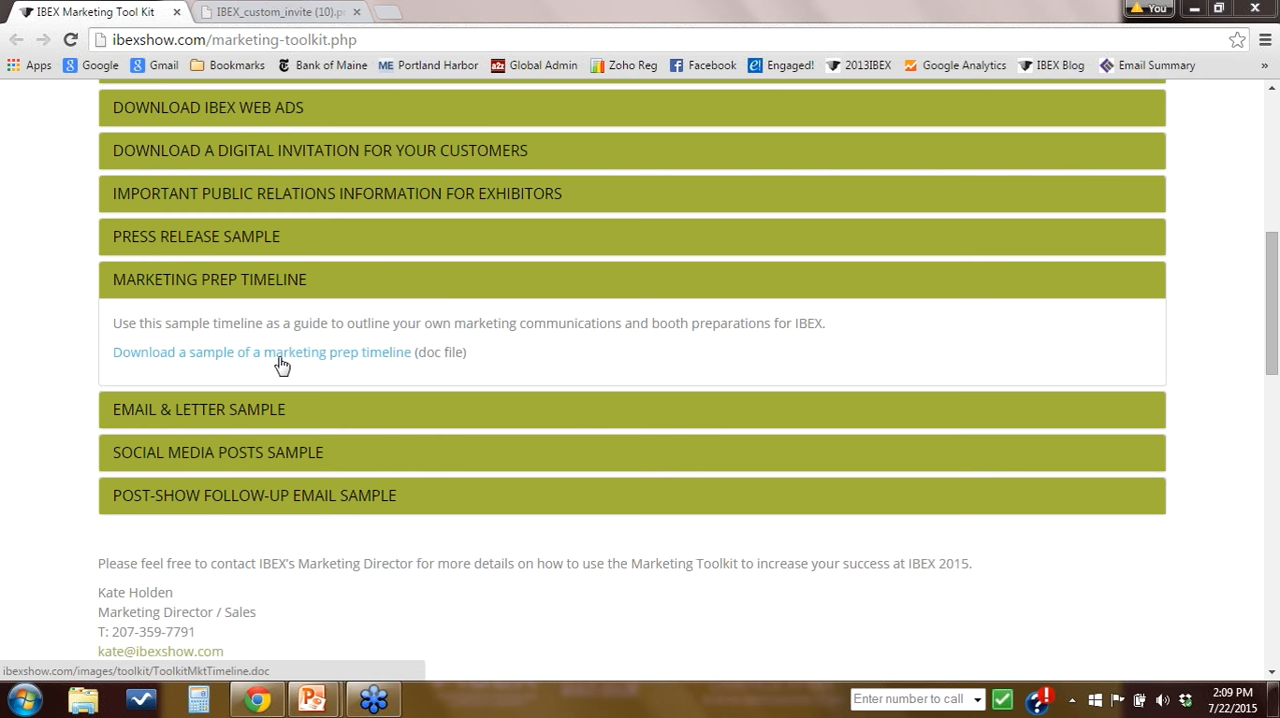 IBEX Marketing Tool Kit
IBEX_custom_invite (10).p
You
ibexshow.com/marketing-toolkit.php
Apps Google Gmail Bookmarks Bank of Maine Portland Harbor Global Admin Zoho Reg Facebook Engaged! 2013IBEX Google Analytics IBEX Blog Email Summary »
DOWNLOAD IBEX WEB ADS
DOWNLOAD A DIGITAL INVITATION FOR YOUR CUSTOMERS
IMPORTANT PUBLIC RELATIONS INFORMATION FOR EXHIBITORS
PRESS RELEASE SAMPLE
MARKETING PREP TIMELINE
Use this sample timeline as a guide to outline your own marketing communications and booth preparations for IBEX.
Download a sample of a marketing prep timeline (doc file)
EMAIL & LETTER SAMPLE
SOCIAL MEDIA POSTS SAMPLE
POST-SHOW FOLLOW-UP EMAIL SAMPLE
Please feel free to contact IBEX's Marketing Director for more details on how to use the Marketing Toolkit to increase your success at IBEX 2015.
Kate Holden
Marketing Director / Sales
T: 207-359-7791
kate@ibexshow.com
ibexshow.com/images/toolkit/ToolkitMktTimeline.doc
Enter number to call
2:09 PM
7/22/2015